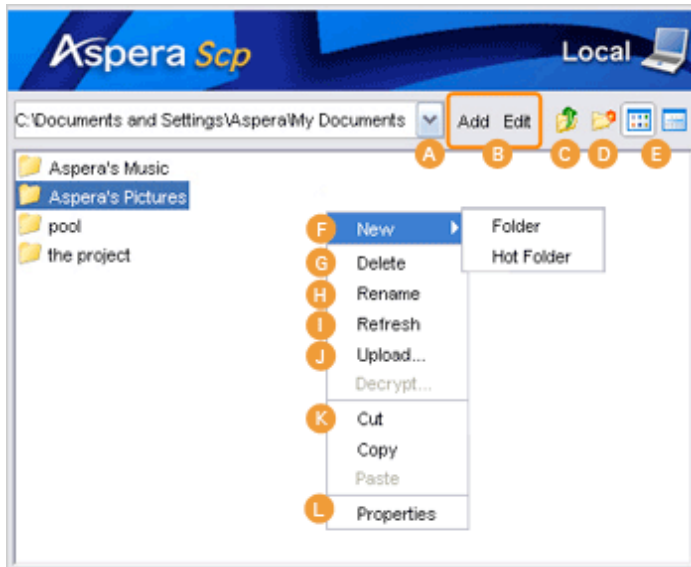 Aspera Scp Local
C:\Documents and Settings\Aspera\My Documents Add Edit
A B C D E
Aspera's Music
Aspera's Pictures
pool
the project
F New Folder
Hot Folder
G Delete
H Rename
I Refresh
J Upload...
Decrypt...
K Cut
Copy
Paste
L Properties